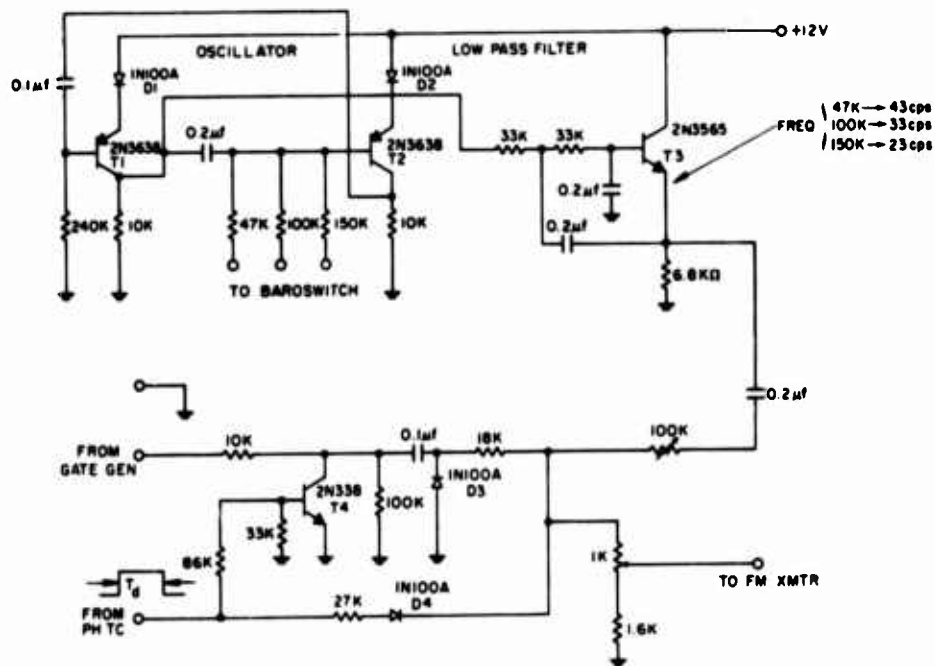 +12V
OSCILLATOR
LOW PASS FILTER
0.1µf
IN100A
D1
IN100A
D2
2N3638
T1
0.2µf
2N3638
T2
33K
33K
2N3565
T3
FREQ
47K → 43cps
100K → 33cps
150K → 23cps
0.2µf
0.2µf
240K
10K
47K
100K
150K
10K
6.8KΩ
TO BAROSWITCH
0.2µf
FROM
GATE GEN
10K
0.1µf
18K
100K
2N338
T4
100K
IN100A
D3
33K
86K
1K
TO FM XMTR
Td
IN100A
D4
27K
FROM
PH TC
1.6K